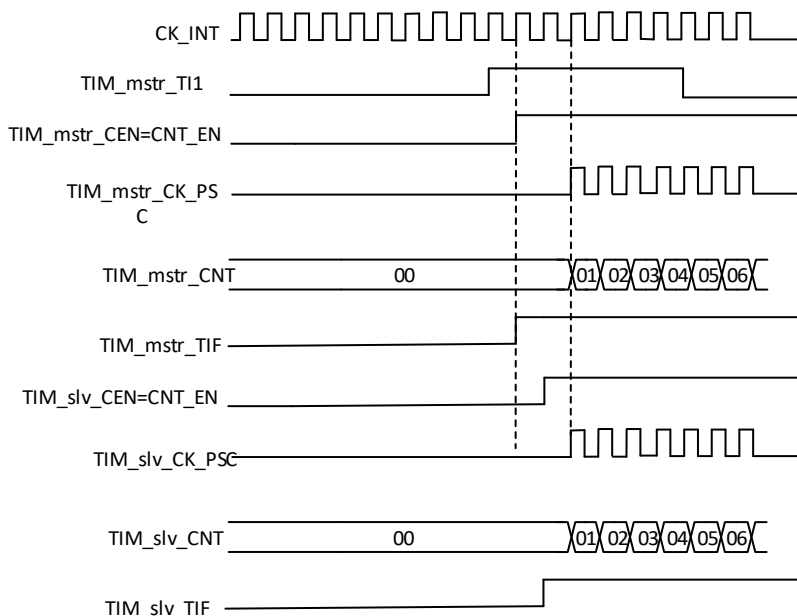 CK_INT
TIM_mstr_TI1
TIM_mstr_CEN=CNT_EN
TIM_mstr_CK_PS
C
TIM_mstr_CNT 00 01 02 03 04 05 06
TIM_mstr_TIF
TIM_slv_CEN=CNT_EN
TIM_slv_CK_PSC
TIM_slv_CNT 00 01 02 03 04 05 06
TIM_slv_TIF